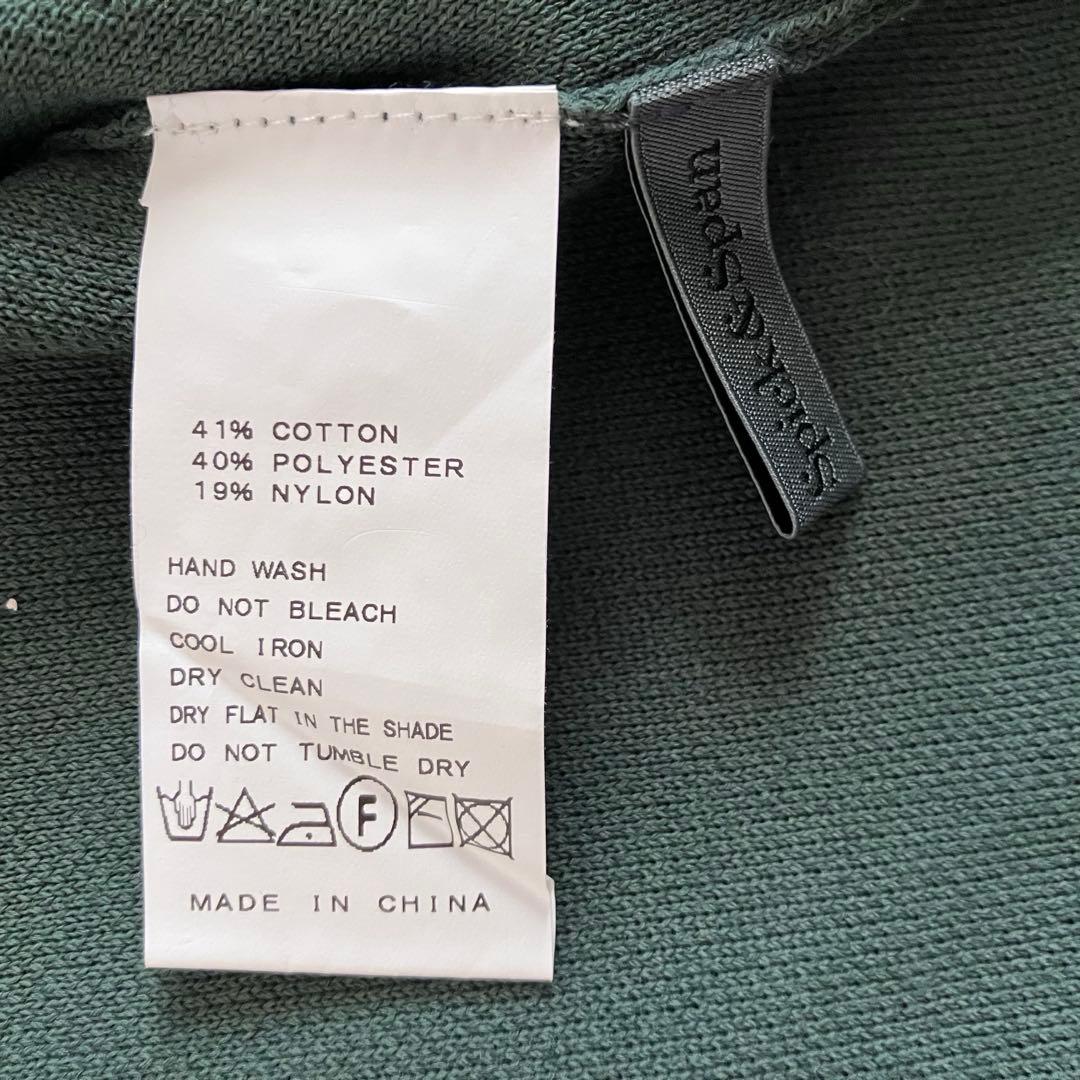 41% COTTON
40% POLYESTER
19% NYLON
HAND WASH
DO NOT BLEACH
COOL IRON
DRY CLEAN
DRY FLAT IN THE SHADE
DO NOT TUMBLE DRY
F
MADE IN CHINA
Spick & Span